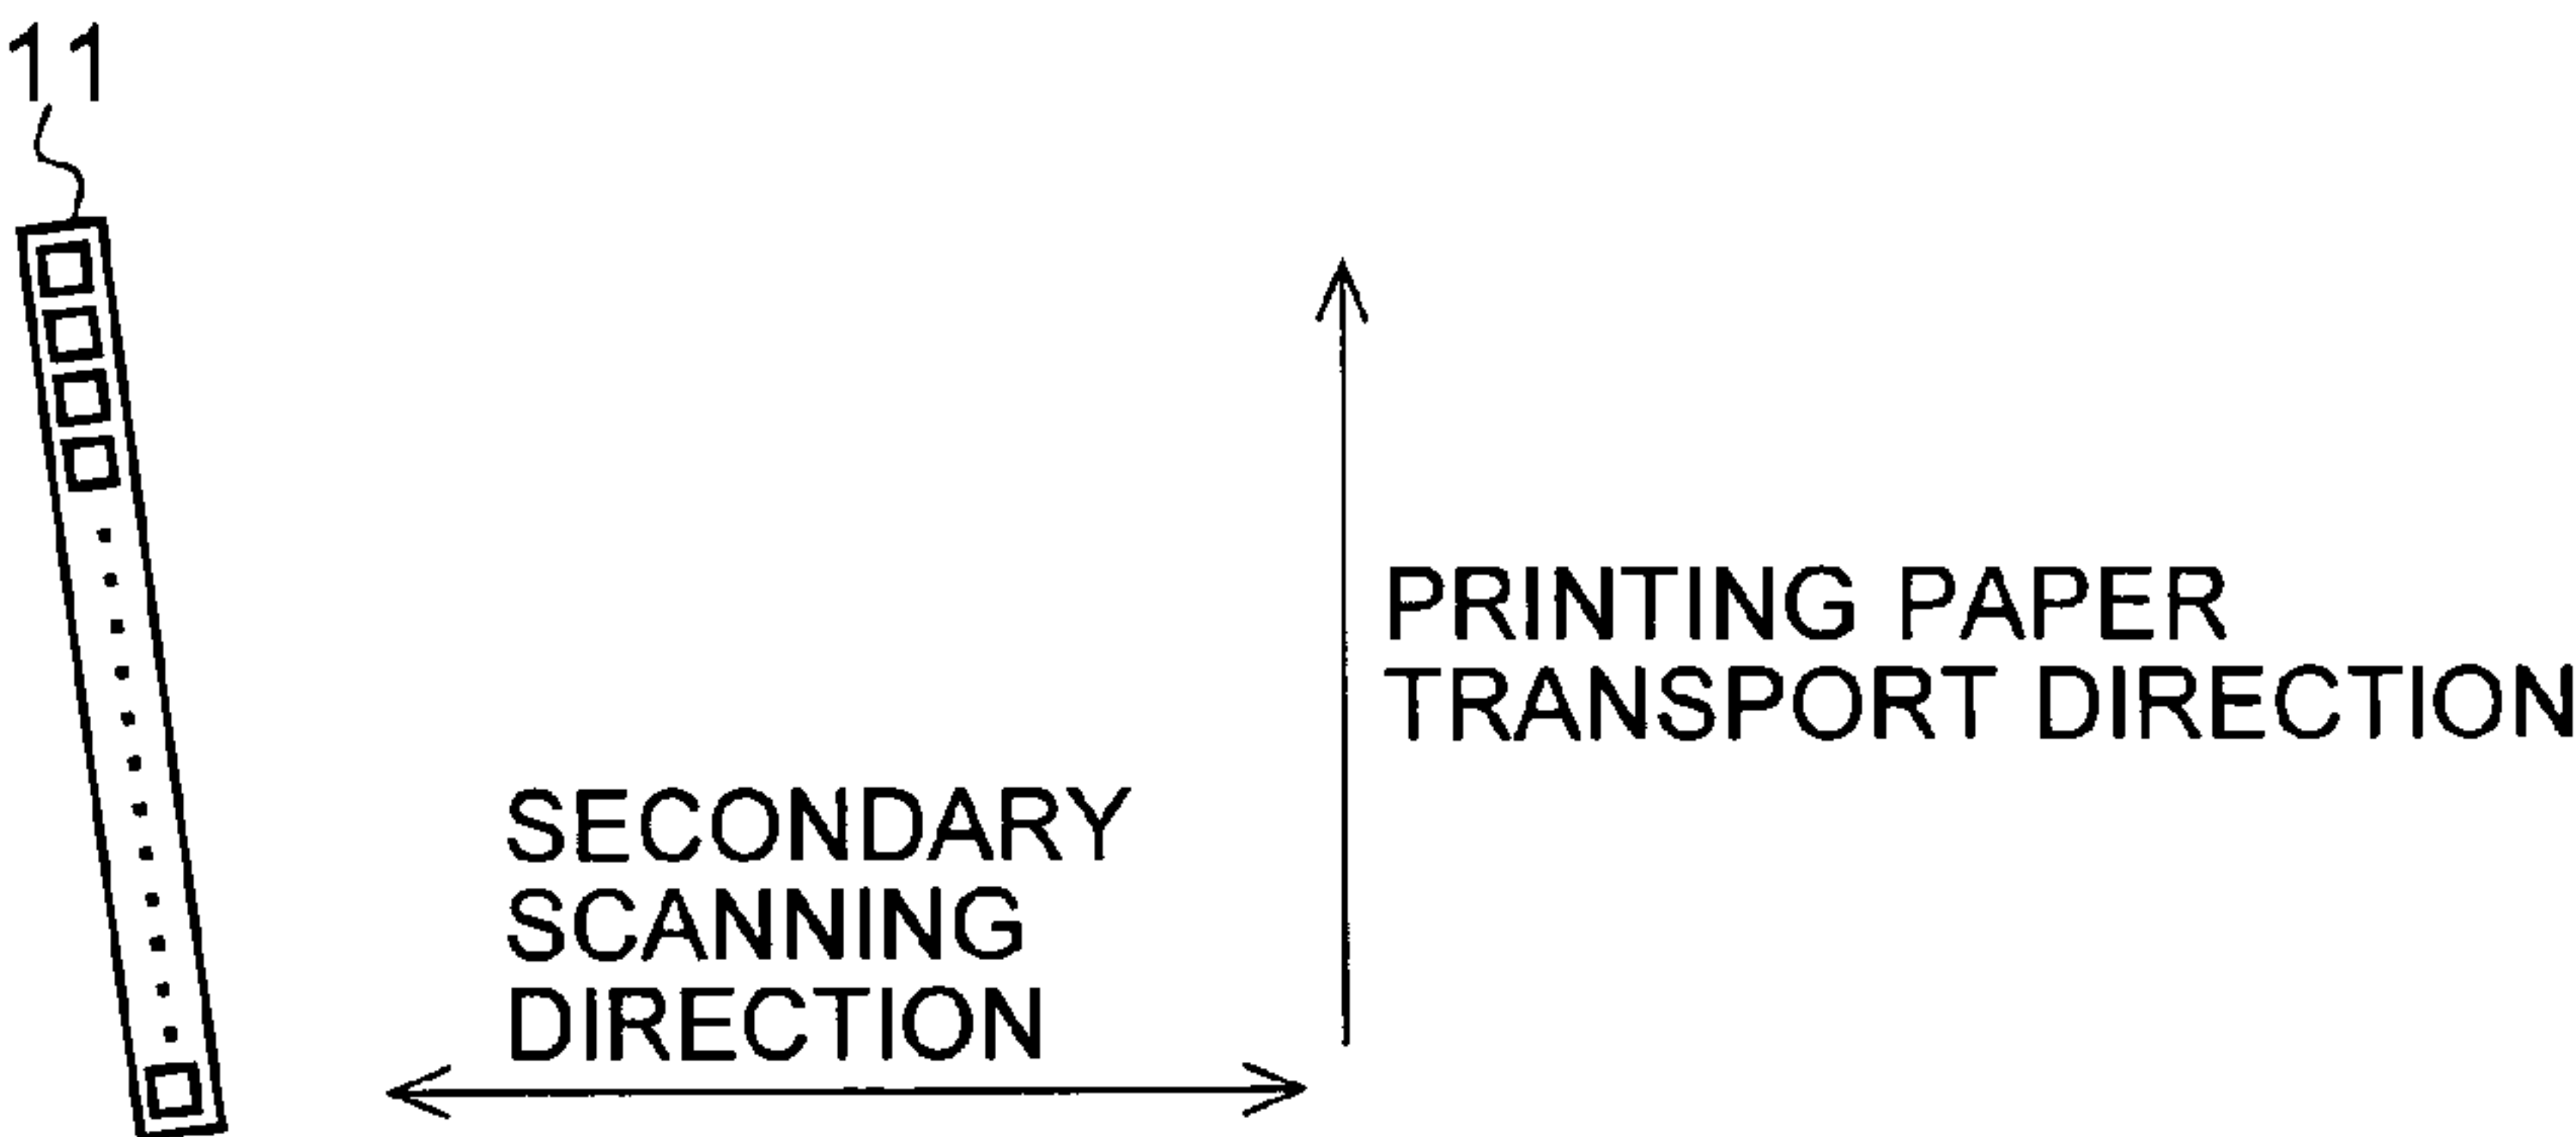 11
PRINTING PAPER
TRANSPORT DIRECTION
SECONDARY
SCANNING
DIRECTION